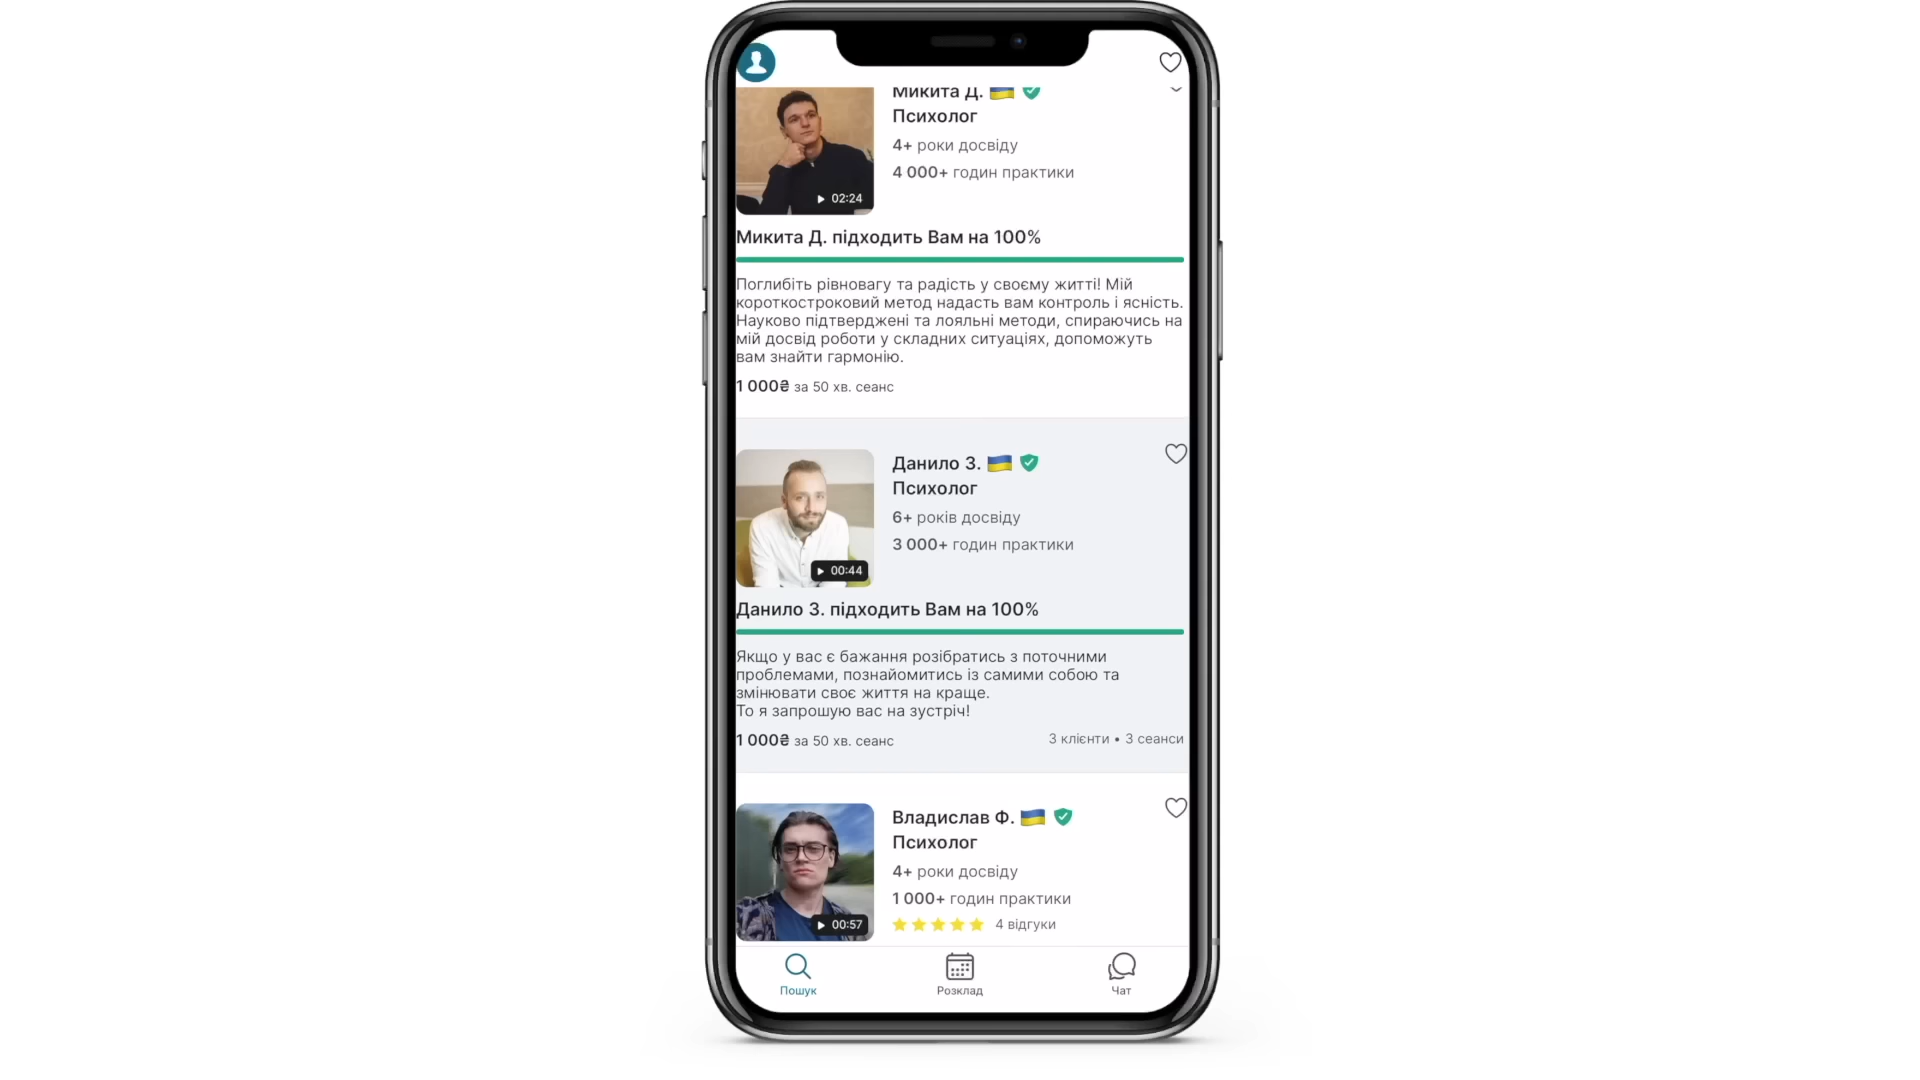 Микита Д.
Психолог
4+ роки досвіду
4 000+ годин практики
02:24
Микита Д. підходить Вам на 100%
Поглибіть рівновагу та радість у своєму житті! Мій
короткостроковий метод надасть вам контроль і ясність.
Науково підтверджені та лояльні методи, спираючись на
мій досвід роботи у складних ситуаціях, допоможуть
вам знайти гармонію.
1 000₴ за 50 хв. сеанс
Данило З.
Психолог
6+ років досвіду
3 000+ годин практики
00:44
Данило З. підходить Вам на 100%
Якщо у вас є бажання розібратись з поточними
проблемами, познайомитись із самими собою та
змінювати своє життя на краще.
То я запрошую вас на зустріч!
1 000₴ за 50 хв. сеанс
3 клієнти • 3 сеанси
Владислав Ф.
Психолог
4+ роки досвіду
1 000+ годин практики
4 відгуки
00:57
Пошук
Розклад
Чат